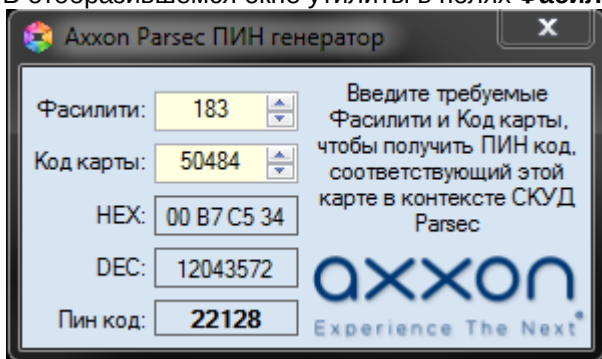 В отобразившемся окне утилиты в полях Фасил
Axxon Parsec ПИН генератор
x
Фасилити: 183
Код карты: 50484
HEX: 00 B7 C5 34
DEC: 12043572
Пин код: 22128
Введите требуемые
Фасилити и Код карты,
чтобы получить ПИН код,
соответствующий этой
карте в контексте СКУД
Parsec
axxon
Experience The Next